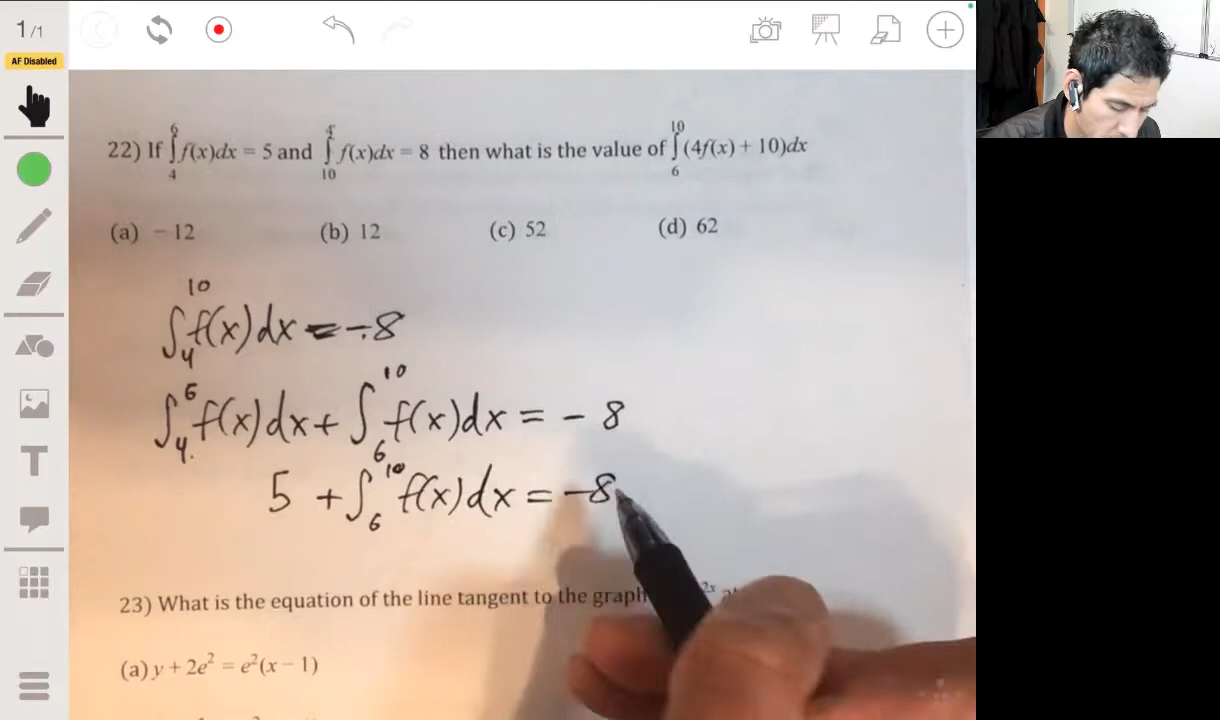 1/1
AF Disabled
22) If ∫₄⁶ f(x)dx = 5 and ∫₁₀⁴ f(x)dx = 8 then what is the value of ∫₆¹⁰ (4f(x) + 10)dx
(a) − 12 (b) 12 (c) 52 (d) 62
∫₄¹⁰ f(x)dx = −8
∫₄⁶ f(x)dx + ∫₆¹⁰ f(x)dx = − 8
5 + ∫₆¹⁰ f(x)dx = −8
23) What is the equation of the line tangent to the graph
(a) y + 2e² = e²(x − 1)
T